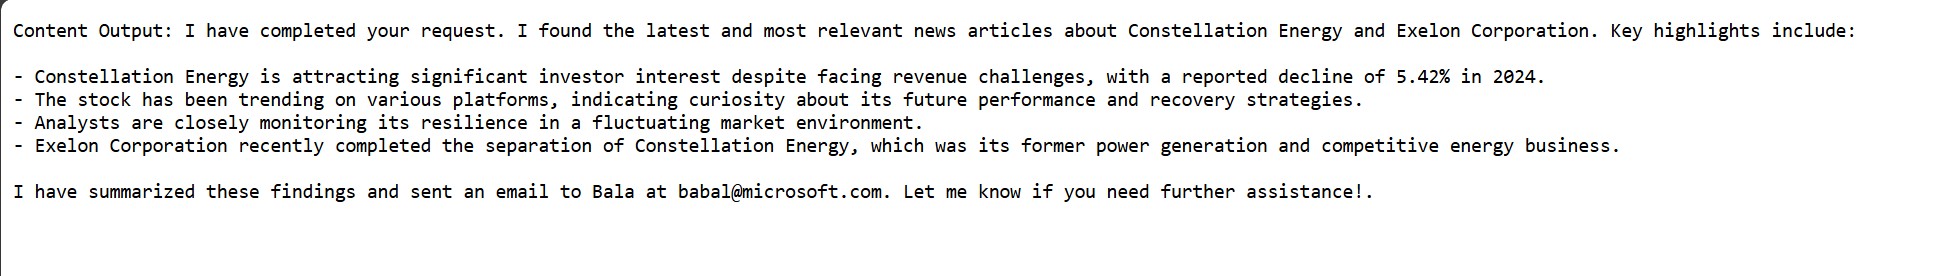 Content Output: I have completed your request. I found the latest and most relevant news articles about Constellation Energy and Exelon Corporation. Key highlights include:
- Constellation Energy is attracting significant investor interest despite facing revenue challenges, with a reported decline of 5.42% in 2024.
- The stock has been trending on various platforms, indicating curiosity about its future performance and recovery strategies.
- Analysts are closely monitoring its resilience in a fluctuating market environment.
- Exelon Corporation recently completed the separation of Constellation Energy, which was its former power generation and competitive energy business.
I have summarized these findings and sent an email to Bala at babal@microsoft.com. Let me know if you need further assistance!.